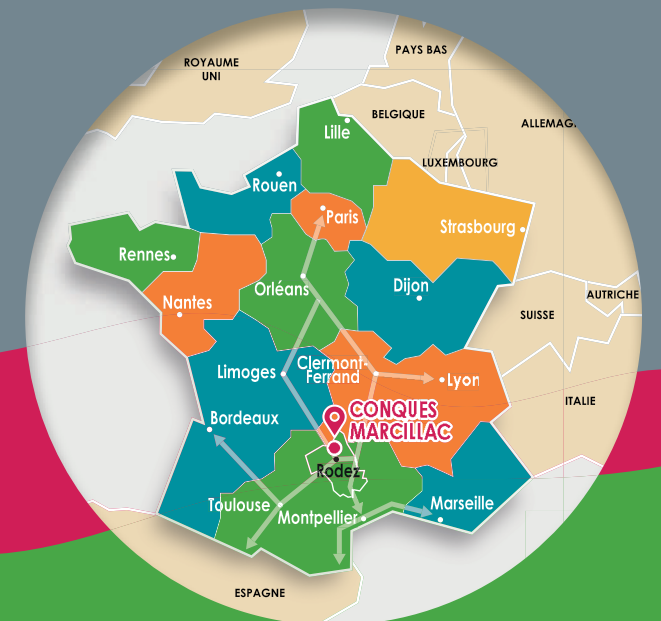 PAYS BAS
ROYAUME
UNI
BELGIQUE
ALLEMAG
Lille
LUXEMBOURG
Rouen
Paris
Strasbourg
Rennes
Orléans
Dijon
Nantes
AUTRICHE
SUISSE
Limoges
Clermont-
Ferrand
Lyon
ITALIE
CONQUES
MARCILLAC
Bordeaux
Rodez
Toulouse
Montpellier
Marseille
ESPAGNE